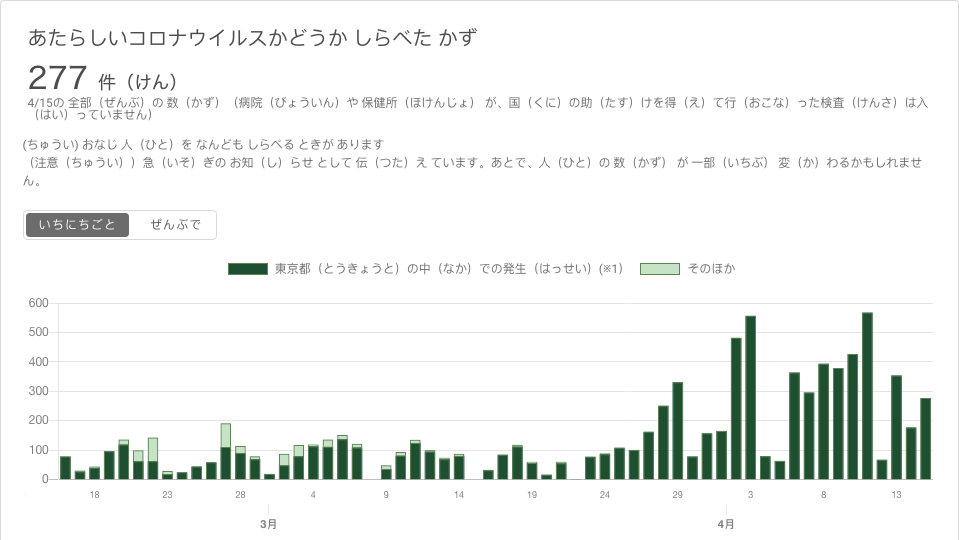 あたらしいコロナウイルスかどうか しらべた かず
277 件（けん）
4/15の 全部（ぜんぶ）の 数（かず）（病院（びょういん）や 保健所（ほけんじょ） が、国（くに）の助（たす）けを得（え）て行（おこな）った検査（けんさ）は入
（はい）っていません）
(ちゅうい) おなじ 人（ひと）を なんども しらべる ときが あります
（注意（ちゅうい））急（いそ）ぎの お知（し）らせ として 伝（つた）え ています。あとで、人（ひと）の 数（かず） が 一部（いちぶ） 変（か）わるかもしれませ
ん。
いちにちごと ぜんぶで
東京都（とうきょうと）の中（なか）での発生（はっせい）(※1) そのほか
600
500
400
300
200
100
0
18 23 28 4 9 14 19 24 29 3 8 13
3月 4月